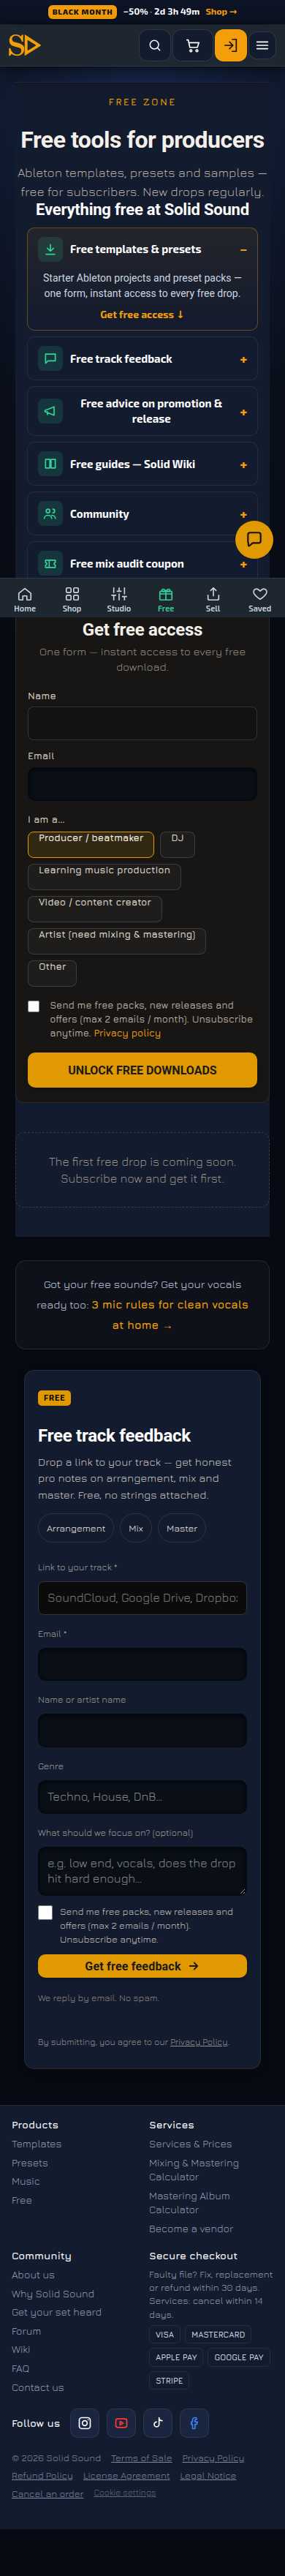 BLACK MONTH −50% · 2d 3h 49m Shop →
FREE ZONE
Free tools for producers
Ableton templates, presets and samples —
free for subscribers. New drops regularly.
Everything free at Solid Sound
Free templates & presets −
Starter Ableton projects and preset packs —
one form, instant access to every free drop.
Get free access ↓
Free track feedback +
Free advice on promotion &
release +
Free guides — Solid Wiki +
Community +
Free mix audit coupon +
Home Shop Studio Free Sell Saved
Get free access
One form — instant access to every free
download.
Name
Email
I am a...
Producer / beatmaker DJ
Learning music production
Video / content creator
Artist (need mixing & mastering)
Other
Send me free packs, new releases and
offers (max 2 emails / month). Unsubscribe
anytime. Privacy policy
UNLOCK FREE DOWNLOADS
The first free drop is coming soon.
Subscribe now and get it first.
Got your free sounds? Get your vocals
ready too: 3 mic rules for clean vocals
at home →
FREE
Free track feedback
Drop a link to your track — get honest
pro notes on arrangement, mix and
master. Free, no strings attached.
Arrangement Mix Master
Link to your track *
SoundCloud, Google Drive, Dropbo
Email *
Name or artist name
Genre
Techno, House, DnB...
What should we focus on? (optional)
e.g. low end, vocals, does the drop
hit hard enough...
Send me free packs, new releases and
offers (max 2 emails / month).
Unsubscribe anytime.
Get free feedback →
We reply by email. No spam.
By submitting, you agree to our Privacy Policy.
Products
Templates
Presets
Music
Free
Services
Services & Prices
Mixing & Mastering
Calculator
Mastering Album
Calculator
Become a vendor
Community
About us
Why Solid Sound
Get your set heard
Forum
Wiki
FAQ
Contact us
Secure checkout
Faulty file? Fix, replacement
or refund within 30 days.
Services: cancel within 14
days.
VISA MASTERCARD
APPLE PAY GOOGLE PAY
STRIPE
Follow us
© 2026 Solid Sound Terms of Sale Privacy Policy
Refund Policy License Agreement Legal Notice
Cancel an order Cookie settings